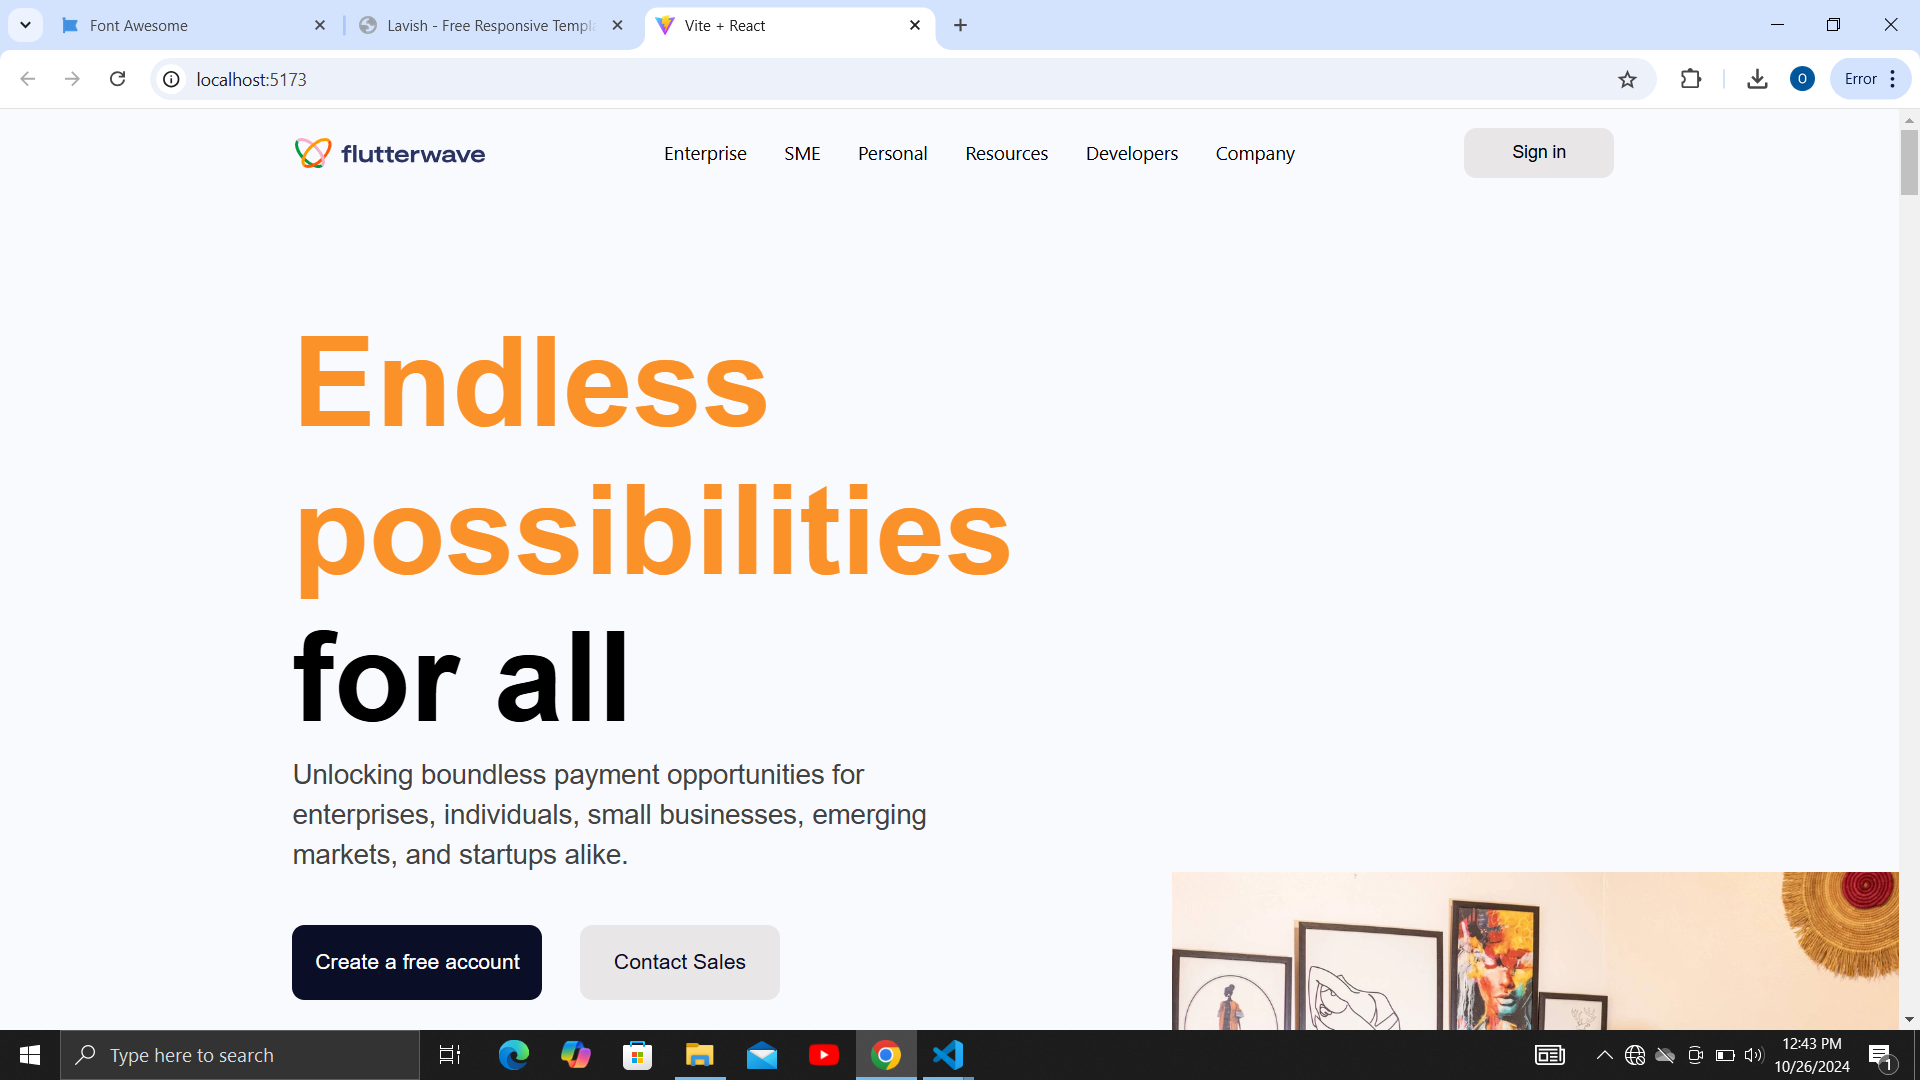 Font Awesome
Lavish - Free Responsive Templa
Vite + React
localhost:5173
O
Error
flutterwave
Enterprise
SME
Personal
Resources
Developers
Company
Sign in
Endless
possibilities
for all
Unlocking boundless payment opportunities for
enterprises, individuals, small businesses, emerging
markets, and startups alike.
Create a free account
Contact Sales
Type here to search
12:43 PM
10/26/2024
1